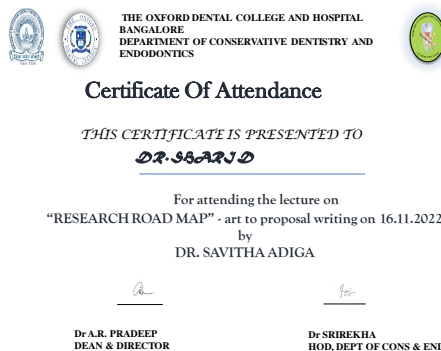 THE OXFORD DENTAL COLLEGE AND HOSPITAL
BANGALORE
DEPARTMENT OF CONSERVATIVE DENTISTRY AND
ENDODONTICS
Certificate Of Attendance
THIS CERTIFICATE IS PRESENTED TO
DR.SBARJD
For attending the lecture on
“RESEARCH ROAD MAP” - art to proposal writing on 16.11.2022
by
DR. SAVITHA ADIGA
Dr A.R. PRADEEP
DEAN & DIRECTOR
Dr SRIREKHA
HOD, DEPT OF CONS & END